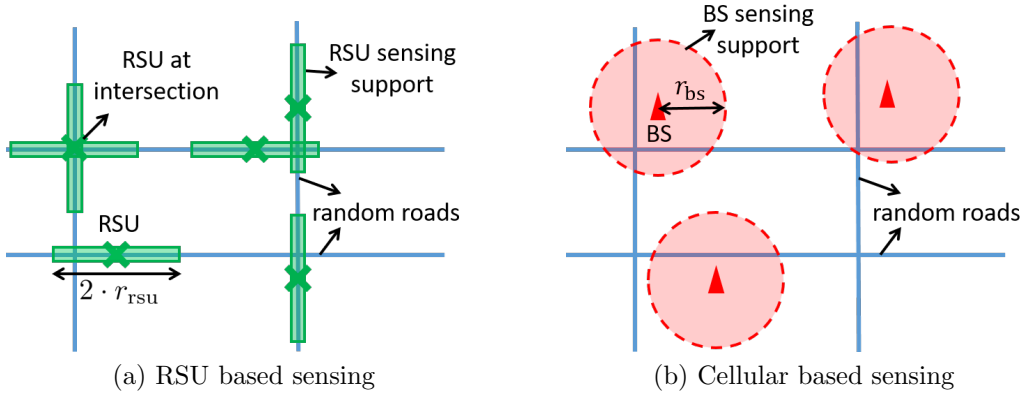 RSU at
intersection
RSU sensing
support
random roads
RSU
2 · r_rsu
(a) RSU based sensing
BS sensing
support
r_bs
BS
random roads
(b) Cellular based sensing